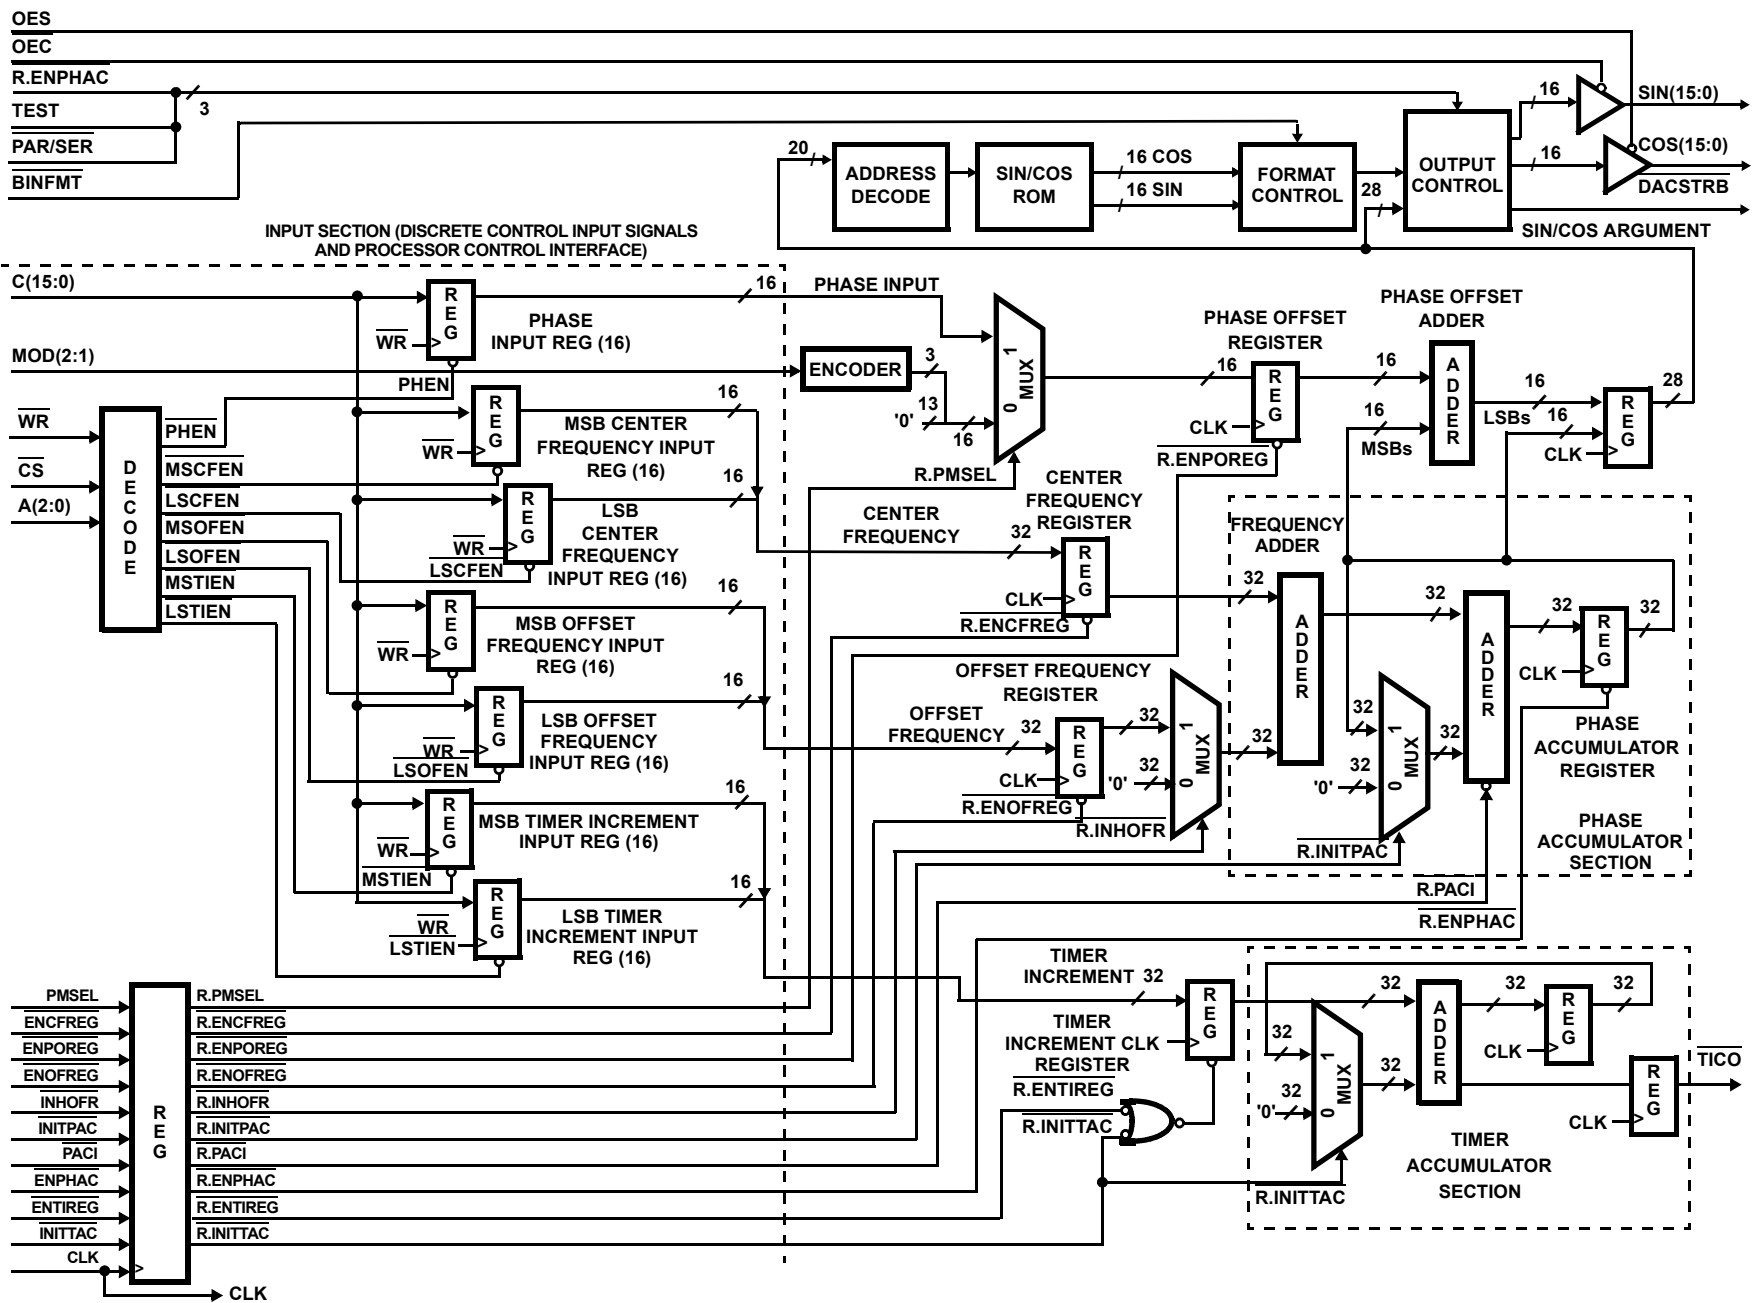 OES
OEC
R.ENPHAC
3
TEST
PAR/SER
BINFMT
16
SIN(15:0)
16
COS(15:0)
DACSTRB
20
ADDRESS
DECODE
SIN/COS
ROM
16 COS
16 SIN
FORMAT
CONTROL
28
OUTPUT
CONTROL
SIN/COS ARGUMENT
INPUT SECTION (DISCRETE CONTROL INPUT SIGNALS
AND PROCESSOR CONTROL INTERFACE)
C(15:0)
REG
WR
PHASE
INPUT REG (16)
16
PHASE INPUT
MOD(2:1)
PHEN
ENCODER
3
'0'
13
16
MUX
1
0
R.PMSEL
PHASE OFFSET
REGISTER
16
REG
CLK
R.ENPOREG
PHASE OFFSET
ADDER
16
ADDER
16
MSBs
16
LSBs
16
REG
CLK
28
WR
CS
A(2:0)
DECODE
PHEN
MSCFEN
LSCFEN
MSOFEN
LSOFEN
MSTIEN
LSTIEN
REG
WR
MSB CENTER
FREQUENCY INPUT
REG (16)
16
REG
WR
LSCFEN
LSB
CENTER
FREQUENCY
INPUT REG (16)
16
CENTER
FREQUENCY
32
CENTER
FREQUENCY
REGISTER
REG
CLK
R.ENCFREG
REG
WR
MSB OFFSET
FREQUENCY INPUT
REG (16)
16
REG
WR
LSOFEN
LSB OFFSET
FREQUENCY
INPUT REG (16)
16
OFFSET FREQUENCY
REGISTER
OFFSET
FREQUENCY
32
REG
CLK
R.ENOFREG
32
'0'
32
MUX
1
0
R.INHOFR
32
FREQUENCY
ADDER
32
ADDER
32
32
'0'
32
MUX
1
0
R.INITPAC
32
ADDER
32
REG
CLK
32
PHASE
ACCUMULATOR
REGISTER
PHASE
ACCUMULATOR
SECTION
R.PACI
R.ENPHAC
REG
WR
MSTIEN
MSB TIMER INCREMENT
INPUT REG (16)
16
REG
WR
LSTIEN
LSB TIMER
INCREMENT INPUT
REG (16)
16
PMSEL
ENCFREG
ENPOREG
ENOFREG
INHOFR
INITPAC
PACI
ENPHAC
ENTIREG
INITTAC
CLK
REG
R.PMSEL
R.ENCFREG
R.ENPOREG
R.ENOFREG
R.INHOFR
R.INITPAC
R.PACI
R.ENPHAC
R.ENTIREG
R.INITTAC
CLK
TIMER
INCREMENT
32
TIMER
INCREMENT CLK
REGISTER
REG
R.ENTIREG
R.INITTAC
32
'0'
32
MUX
1
0
R.INITTAC
32
32
ADDER
32
REG
CLK
32
REG
CLK
TICO
TIMER
ACCUMULATOR
SECTION